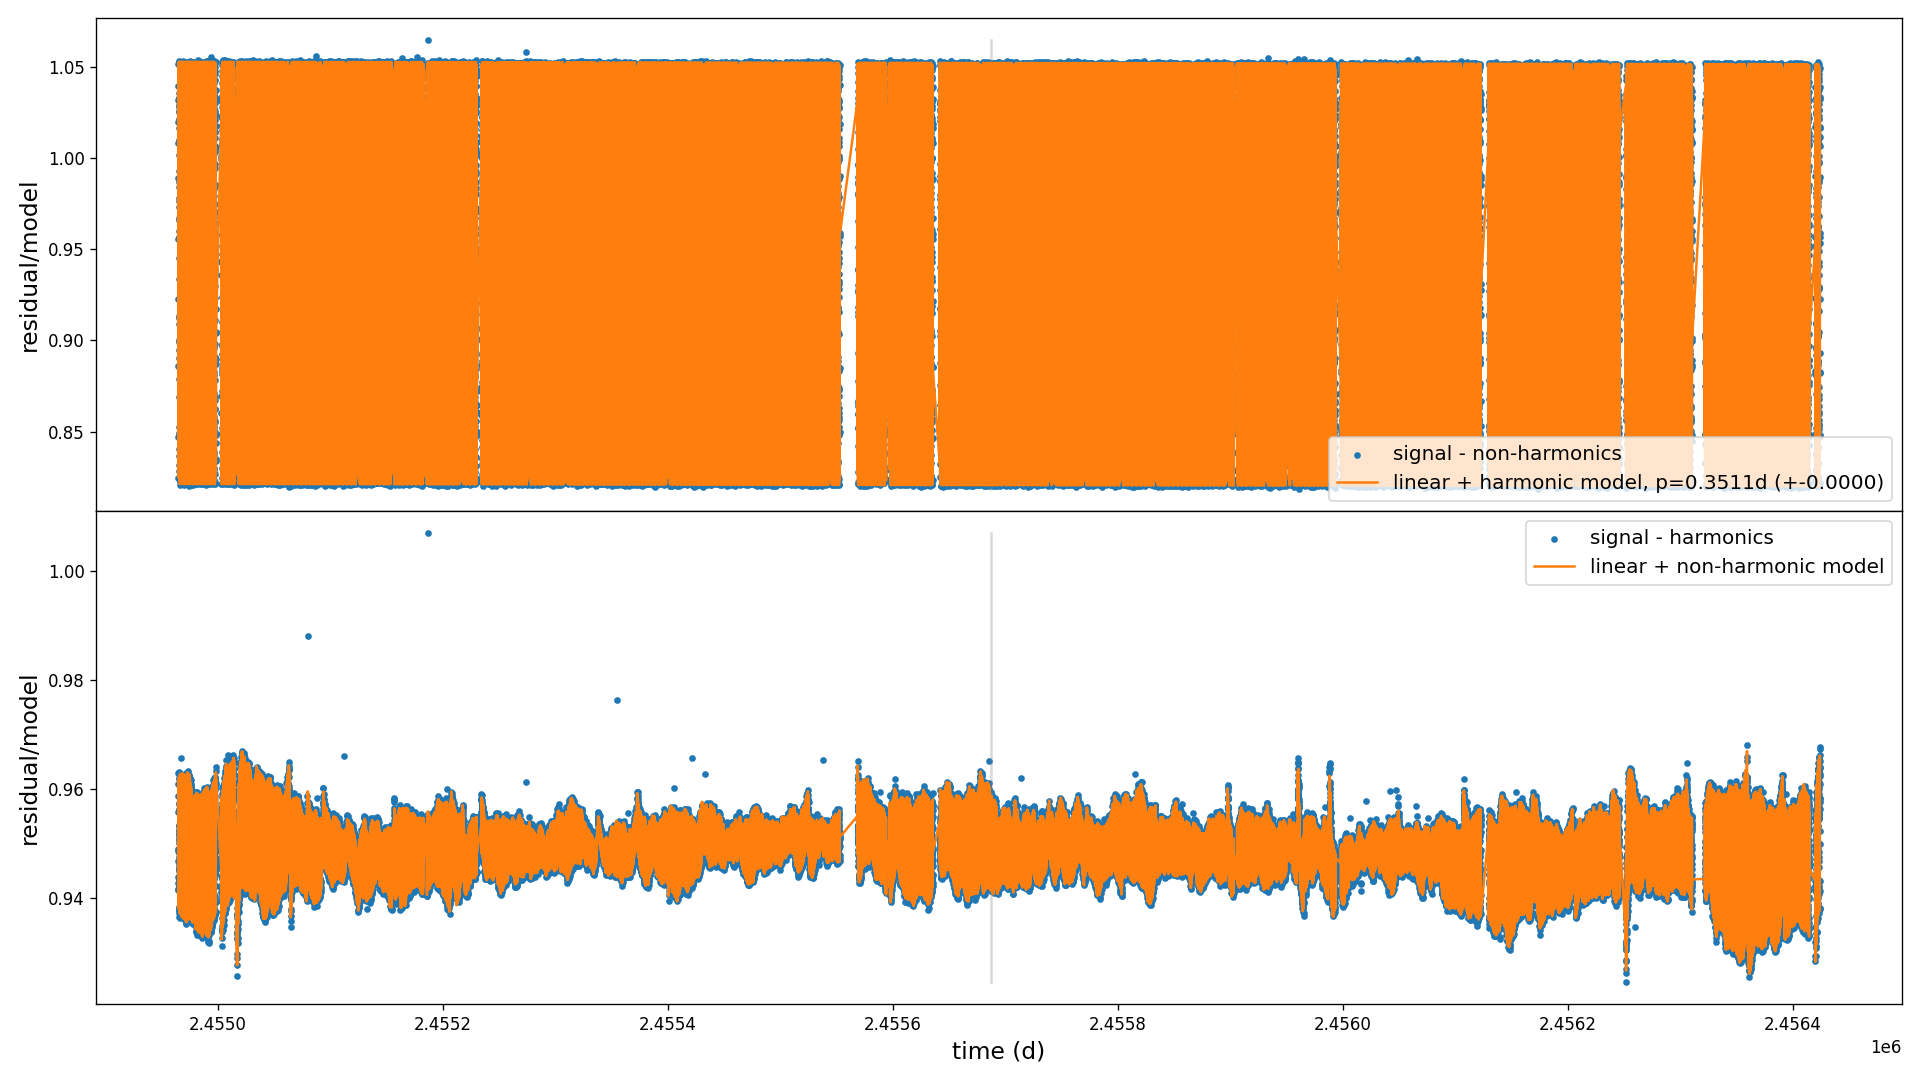 1.05
1.00
0.95
0.90
0.85
residual/model
signal - non-harmonics
linear + harmonic model, p=0.3511d (+-0.0000)
1.00
0.98
0.96
0.94
residual/model
signal - harmonics
linear + non-harmonic model
2.4550 2.4552 2.4554 2.4556 2.4558 2.4560 2.4562 2.4564
time (d)
1e6